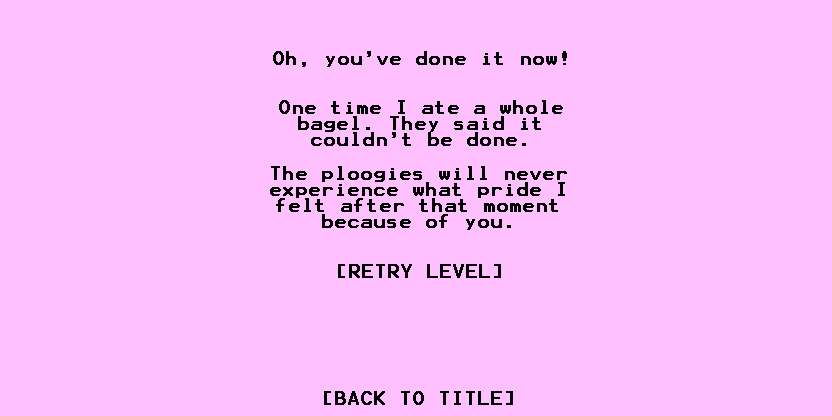 Oh, you've done it now!
One time I ate a whole
bagel. They said it
couldn't be done.
The ploogies will never
experience what pride I
felt after that moment
because of you.
[RETRY LEVEL]
[BACK TO TITLE]